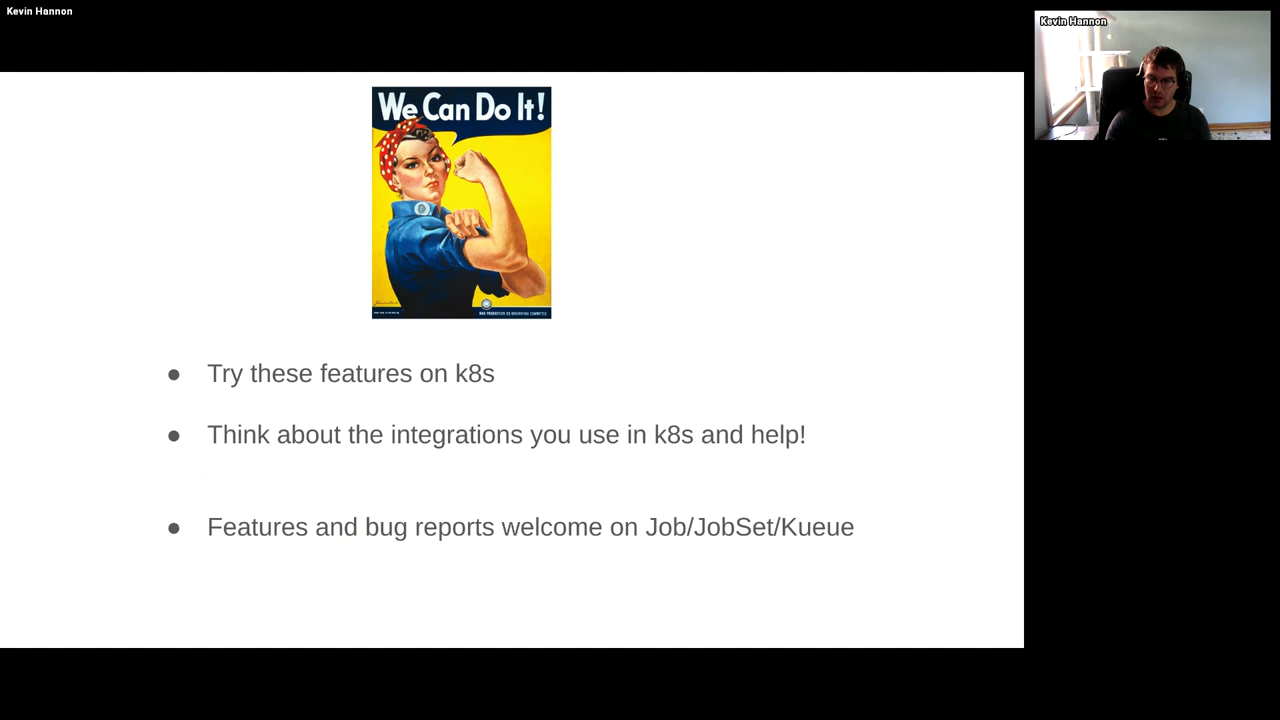 Kevin Hannon
Kevin Hannon
We Can Do It!
Try these features on k8s
Think about the integrations you use in k8s and help!
Features and bug reports welcome on Job/JobSet/Kueue